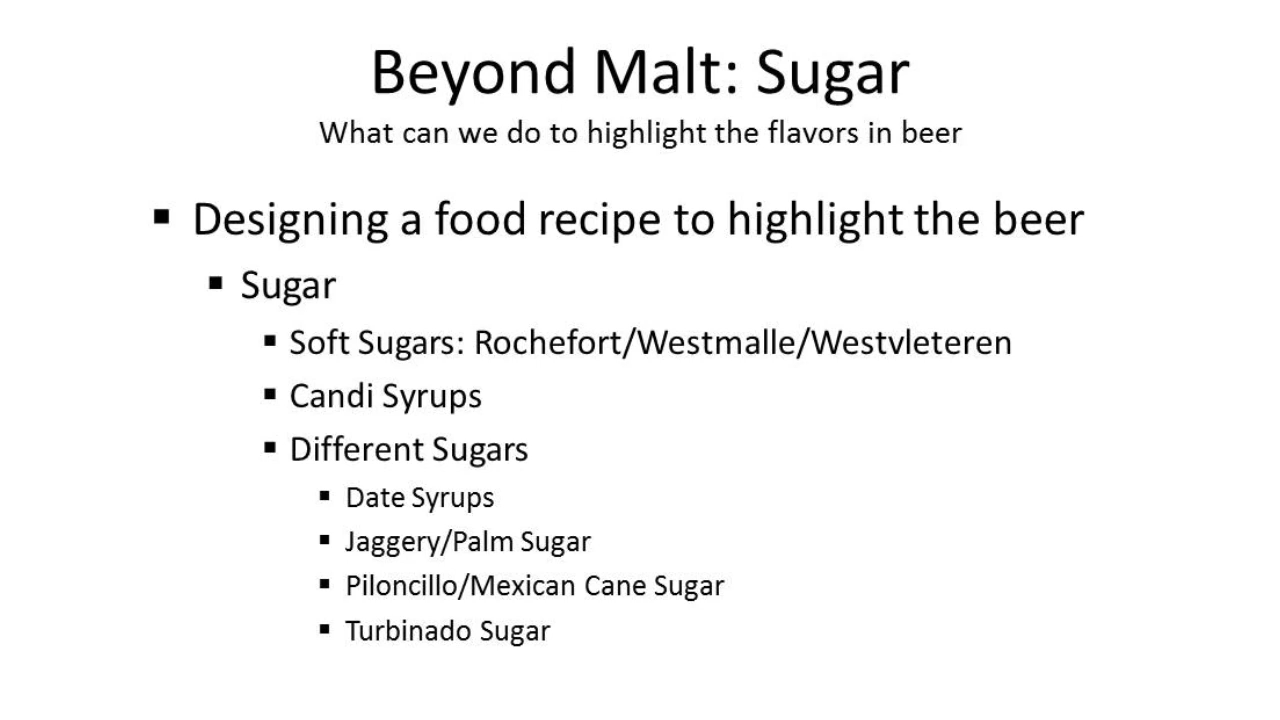 Beyond Malt: Sugar
What can we do to highlight the flavors in beer
▪ Designing a food recipe to highlight the beer
▪ Sugar
▪ Soft Sugars: Rochefort/Westmalle/Westvleteren
▪ Candi Syrups
▪ Different Sugars
▪ Date Syrups
▪ Jaggery/Palm Sugar
▪ Piloncillo/Mexican Cane Sugar
▪ Turbinado Sugar